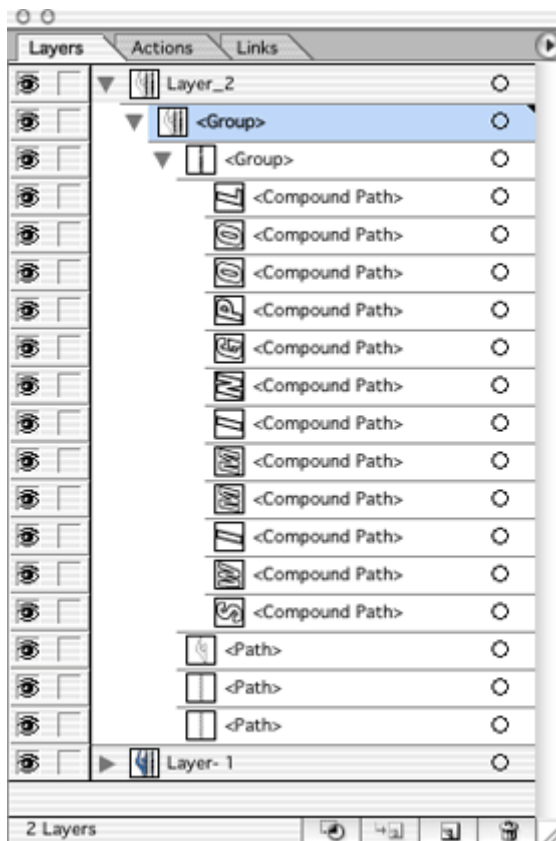 Layers Actions Links
Layer_2
<Group>
<Group>
<Compound Path>
<Compound Path>
<Compound Path>
<Compound Path>
<Compound Path>
<Compound Path>
<Compound Path>
<Compound Path>
<Compound Path>
<Compound Path>
<Compound Path>
<Compound Path>
<Path>
<Path>
<Path>
Layer- 1
2 Layers